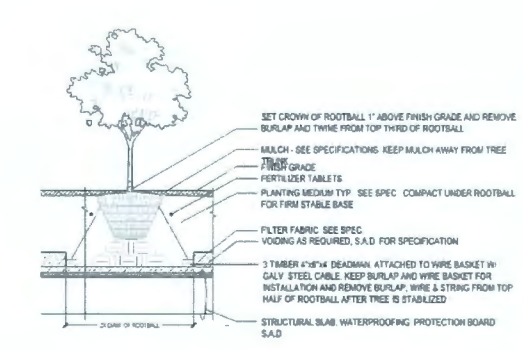 SET CROWN OF ROOTBALL 1" ABOVE FINISH GRADE AND REMOVE
BURLAP AND TWINE FROM TOP THIRD OF ROOTBALL
MULCH - SEE SPECIFICATIONS KEEP MULCH AWAY FROM TREE
TRUNK
FINISH GRADE
FERTILIZER TABLETS
PLANTING MEDIUM TYP. SEE SPEC COMPACT UNDER ROOTBALL
FOR FIRM STABLE BASE
FILTER FABRIC SEE SPEC
VOIDING AS REQUIRED, S.A.D. FOR SPECIFICATION
3 TIMBER 4"x6"x4' DEADMAN ATTACHED TO WIRE BASKET W/
GALV STEEL CABLE. KEEP BURLAP AND WIRE BASKET FOR
INSTALLATION AND REMOVE BURLAP, WIRE & STRING FROM TOP
HALF OF ROOTBALL AFTER TREE IS STABILIZED
STRUCTURAL SLAB, WATERPROOFING PROTECTION BOARD
S.A.D
OF ROOTBALL